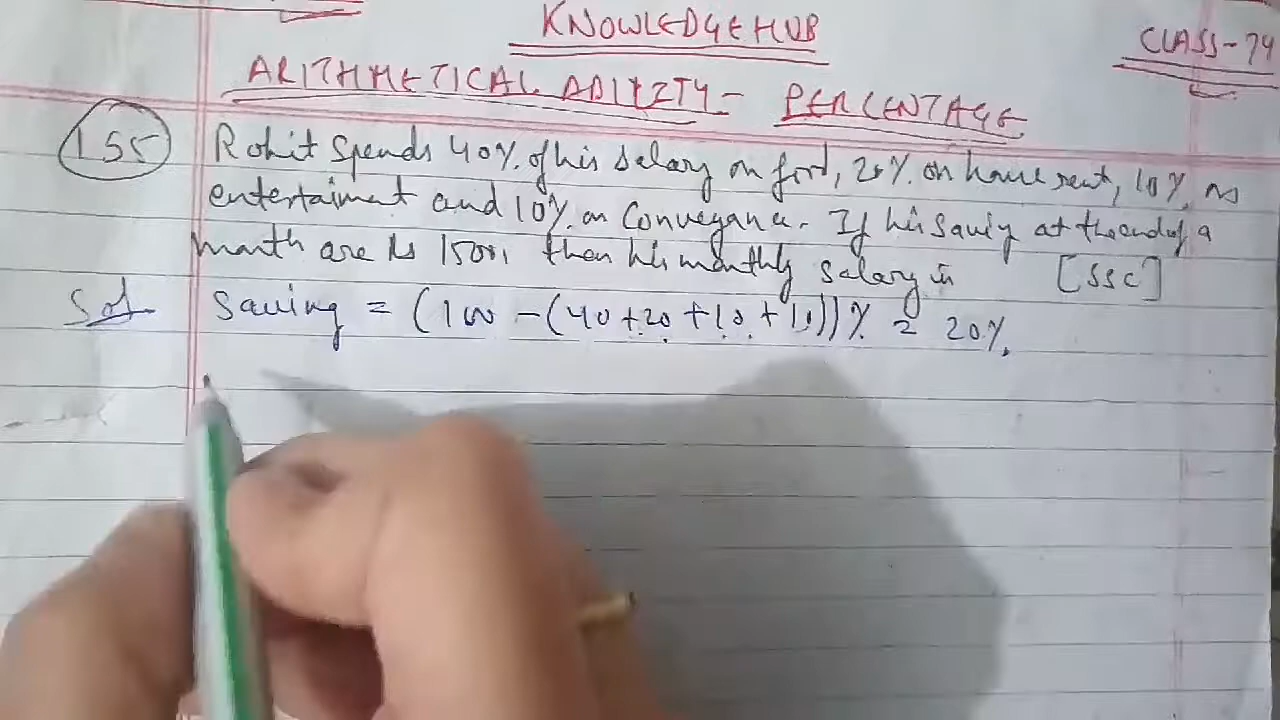 KNOWLEDGEHUB
CLASS-74
ARITHMETICAL ABILITY - PERCENTAGE
155 Rohit Spends 40% of his Salary on food, 20% on house rent, 10% on
entertaiment and 10% on Conveyance. If his Saving at the end of a
month are Rs 1500, then his monthly salary is [SSC]
Sol Saving = (100 - (40+20+10+10))% = 20%.